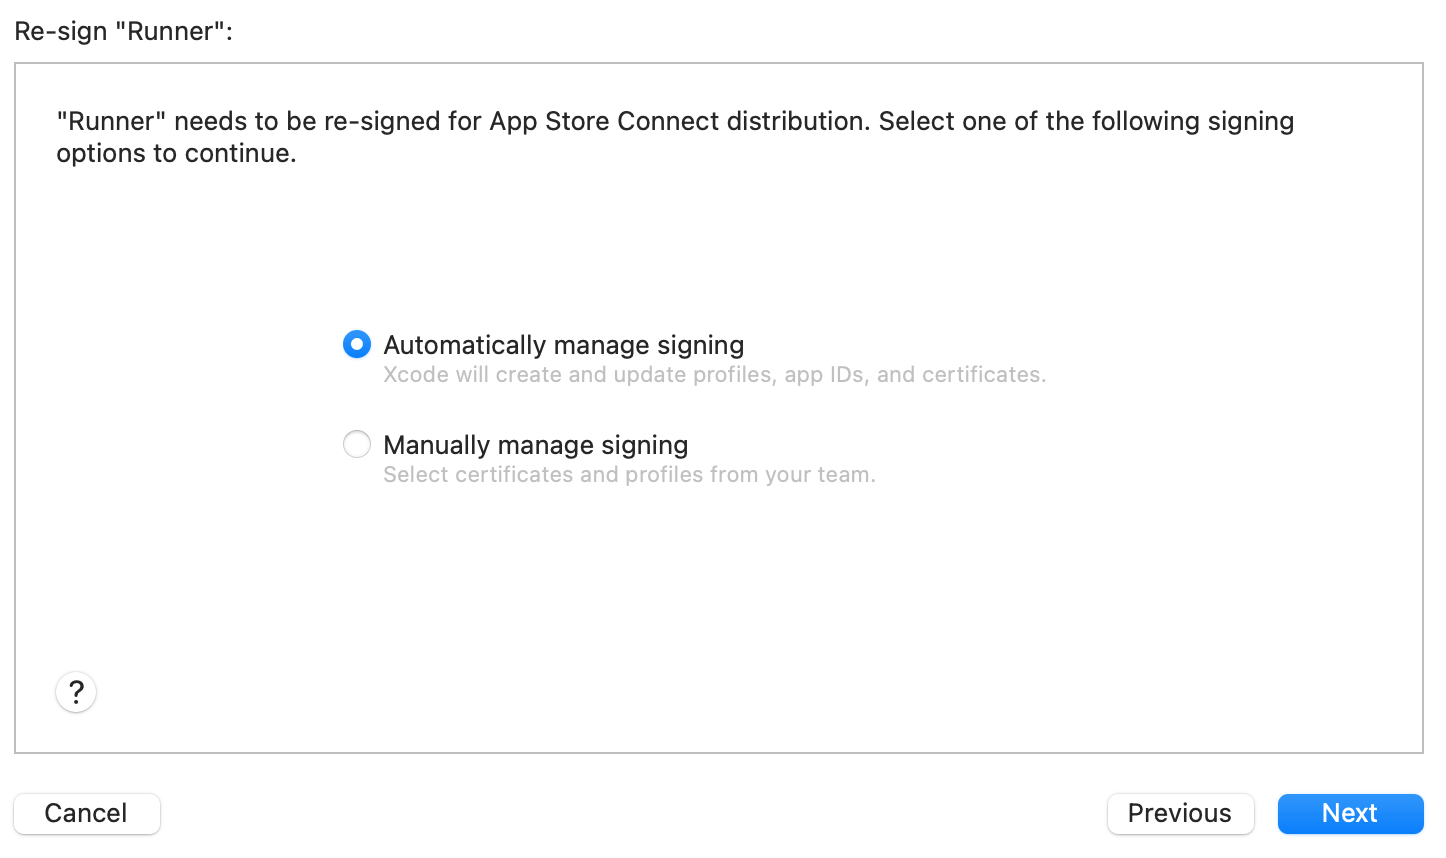 Re-sign "Runner":
"Runner" needs to be re-signed for App Store Connect distribution. Select one of the following signing
options to continue.
Automatically manage signing
Xcode will create and update profiles, app IDs, and certificates.
Manually manage signing
Select certificates and profiles from your team.
?
Cancel
Previous
Next